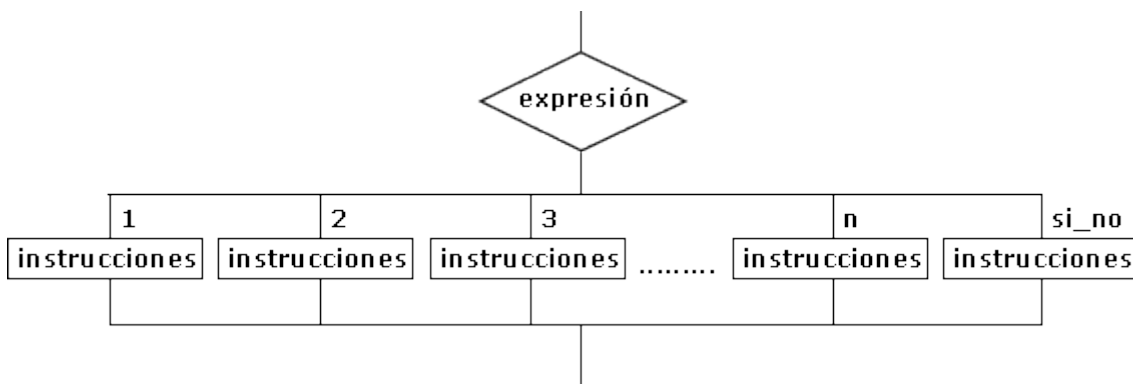 expresión
1 2 3 n si_no
instrucciones instrucciones instrucciones ......... instrucciones instrucciones